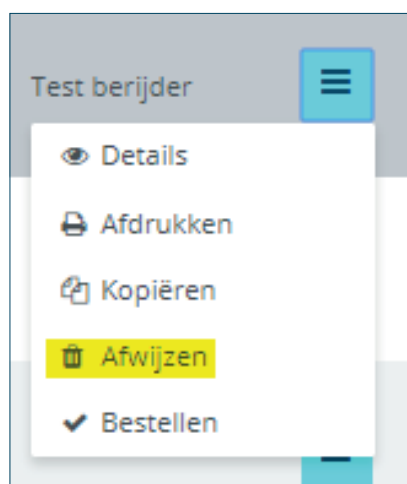 Test berijder
Details
Afdrukken
Kopiëren
Afwijzen
Bestellen